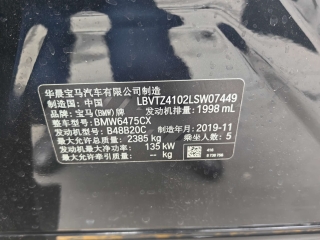 华晨宝马汽车有限公司制造
制造国：中国 LBVTZ4102LSW07449
品牌：宝马(BMW) 发动机排量：1998 mL
整车型号：BMW6475CX
发动机型号：B48B20C 制造年月：2019-11
最大允许总质量：2385 kg 乘坐人数：5
发动机最大净功率：135 kW
最大允许牵引质量：-- kg